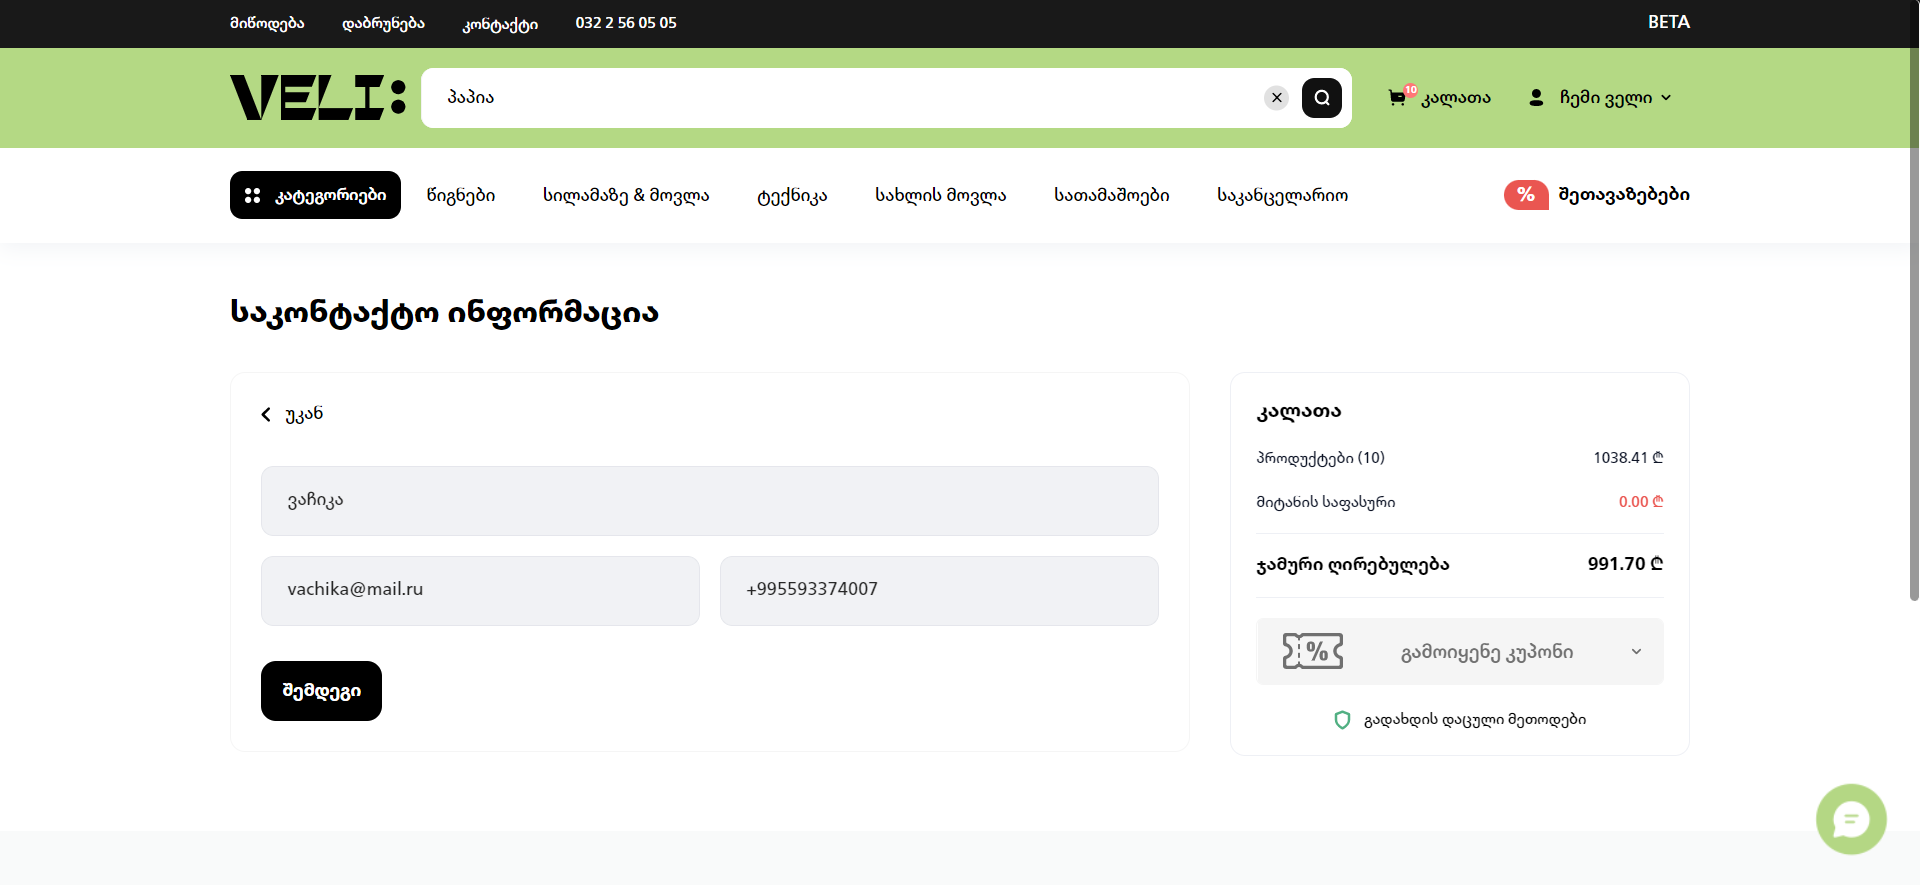 მიწოდება დაბრუნება კონტაქტი 032 2 56 05 05 BETA
VELI: პაპია 10 კალათა ჩემი ველი
კატეგორიები წიგნები სილამაზე & მოვლა ტექნიკა სახლის მოვლა სათამაშოები საკანცელარიო % შეთავაზებები
საკონტაქტო ინფორმაცია
უკან
ვაჩიკა
vachika@mail.ru +995593374007
შემდეგი
კალათა
პროდუქტები (10) 1038.41 ₾
მიტანის საფასური 0.00 ₾
ჯამური ღირებულება 991.70 ₾
% გამოიყენე კუპონი
გადახდის დაცული მეთოდები